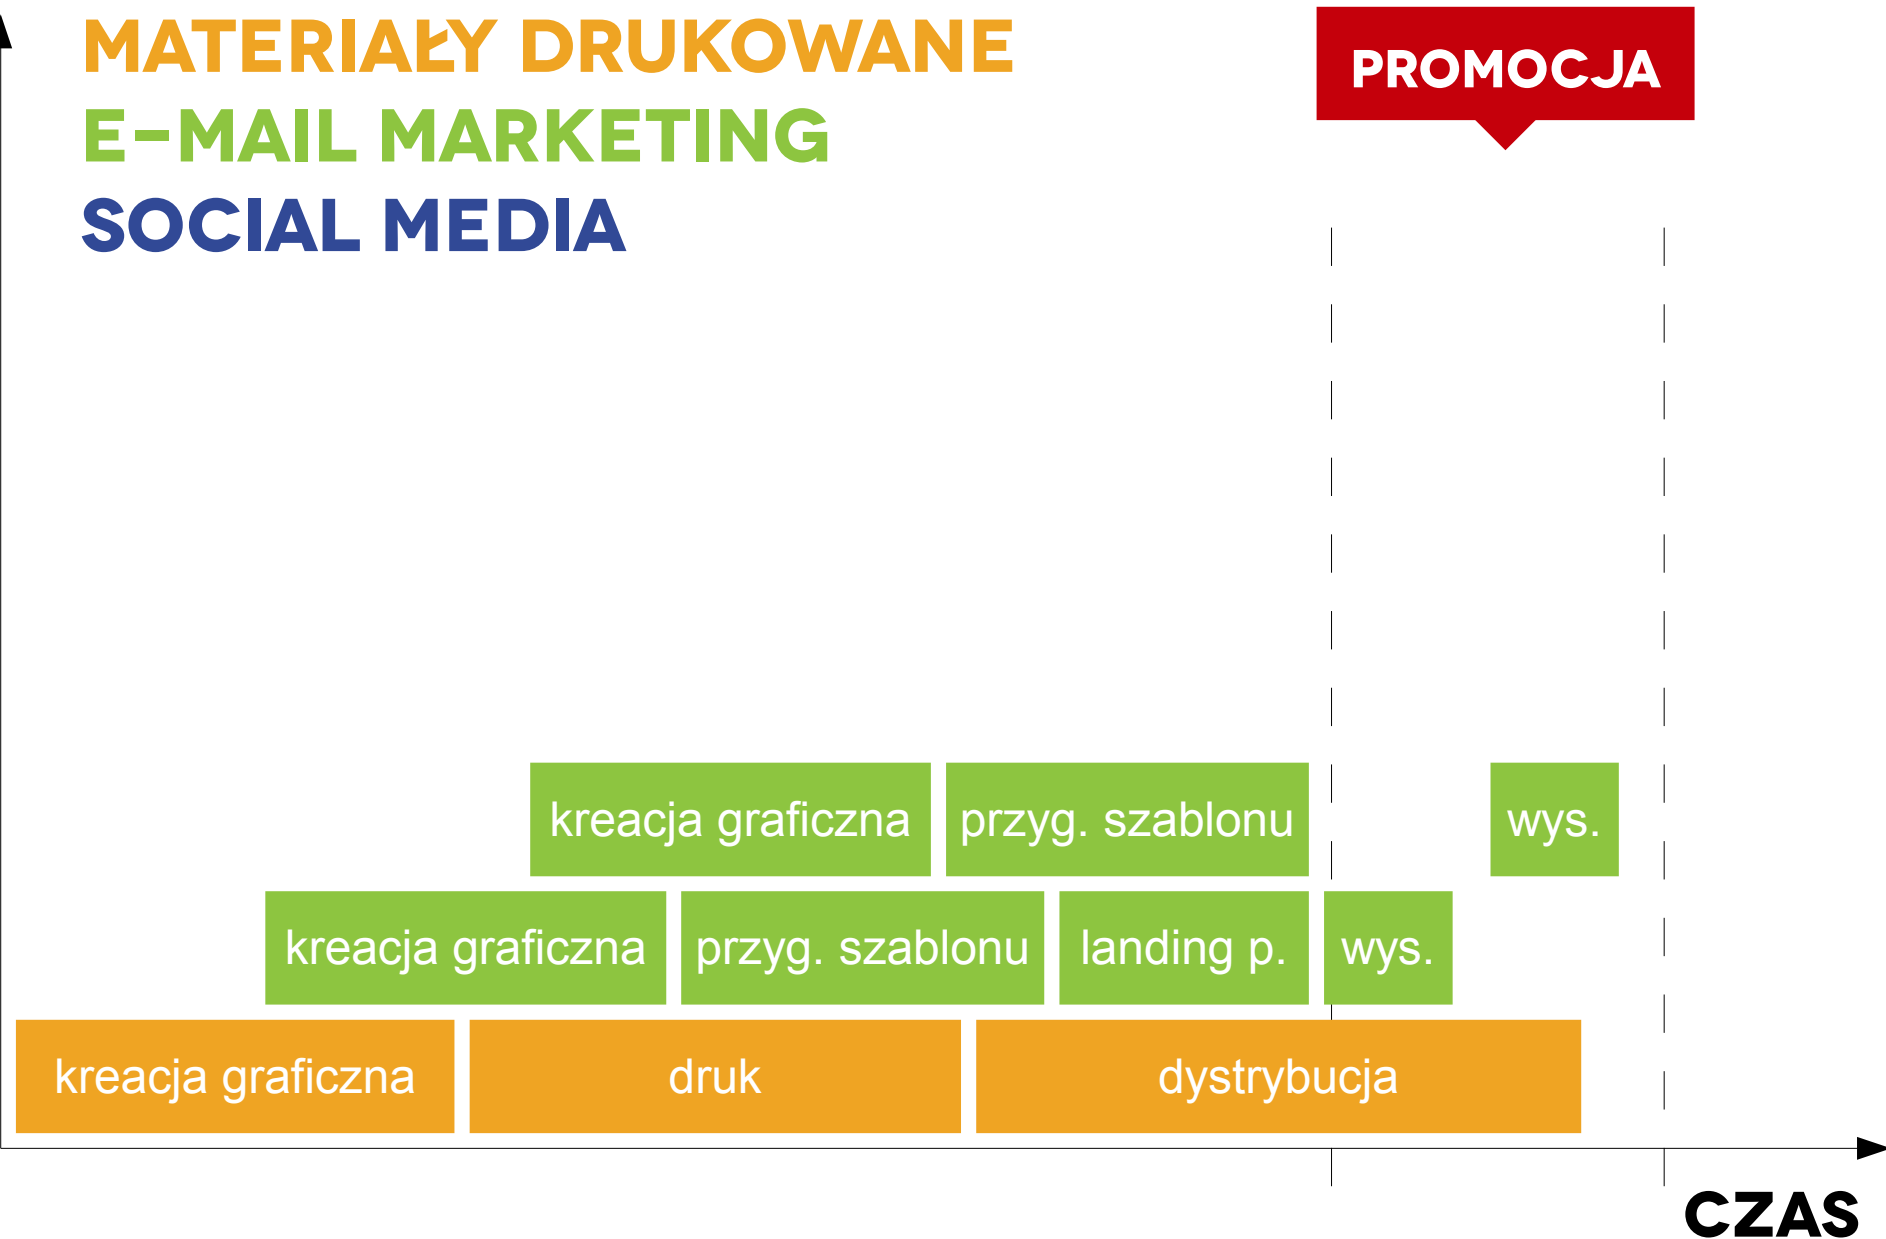 MATERIAŁY DRUKOWANE
E-MAIL MARKETING
SOCIAL MEDIA
PROMOCJA
kreacja graficzna
przyg. szablonu
wys.
kreacja graficzna
przyg. szablonu
landing p.
wys.
kreacja graficzna
druk
dystrybucja
CZAS